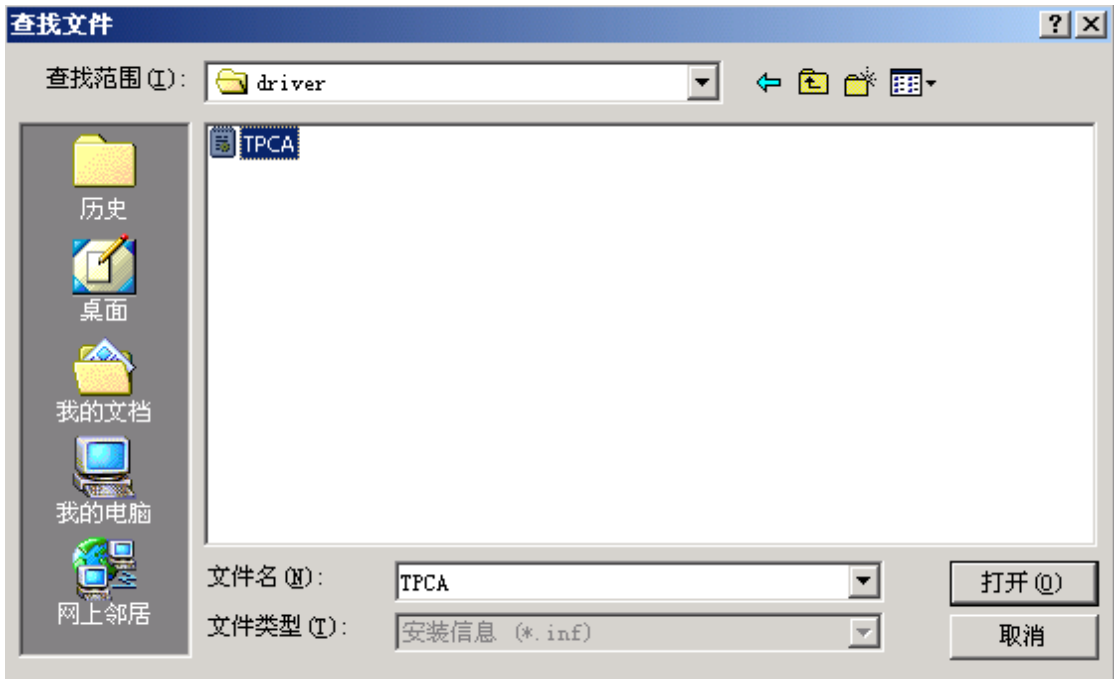 查找文件
查找范围(I): driver
TPCA
历史
桌面
我的文档
我的电脑
网上邻居
文件名(N): TPCA 打开(O)
文件类型(T): 安装信息 (*.inf) 取消